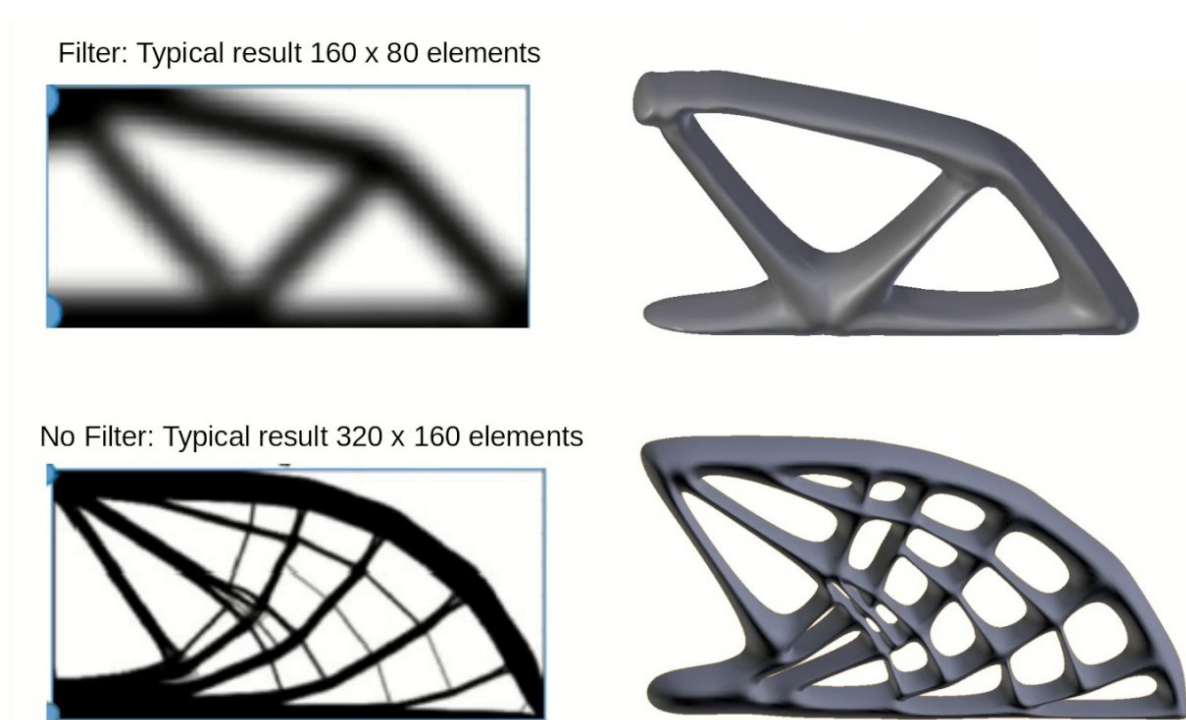 Filter: Typical result 160 x 80 elements
No Filter: Typical result 320 x 160 elements